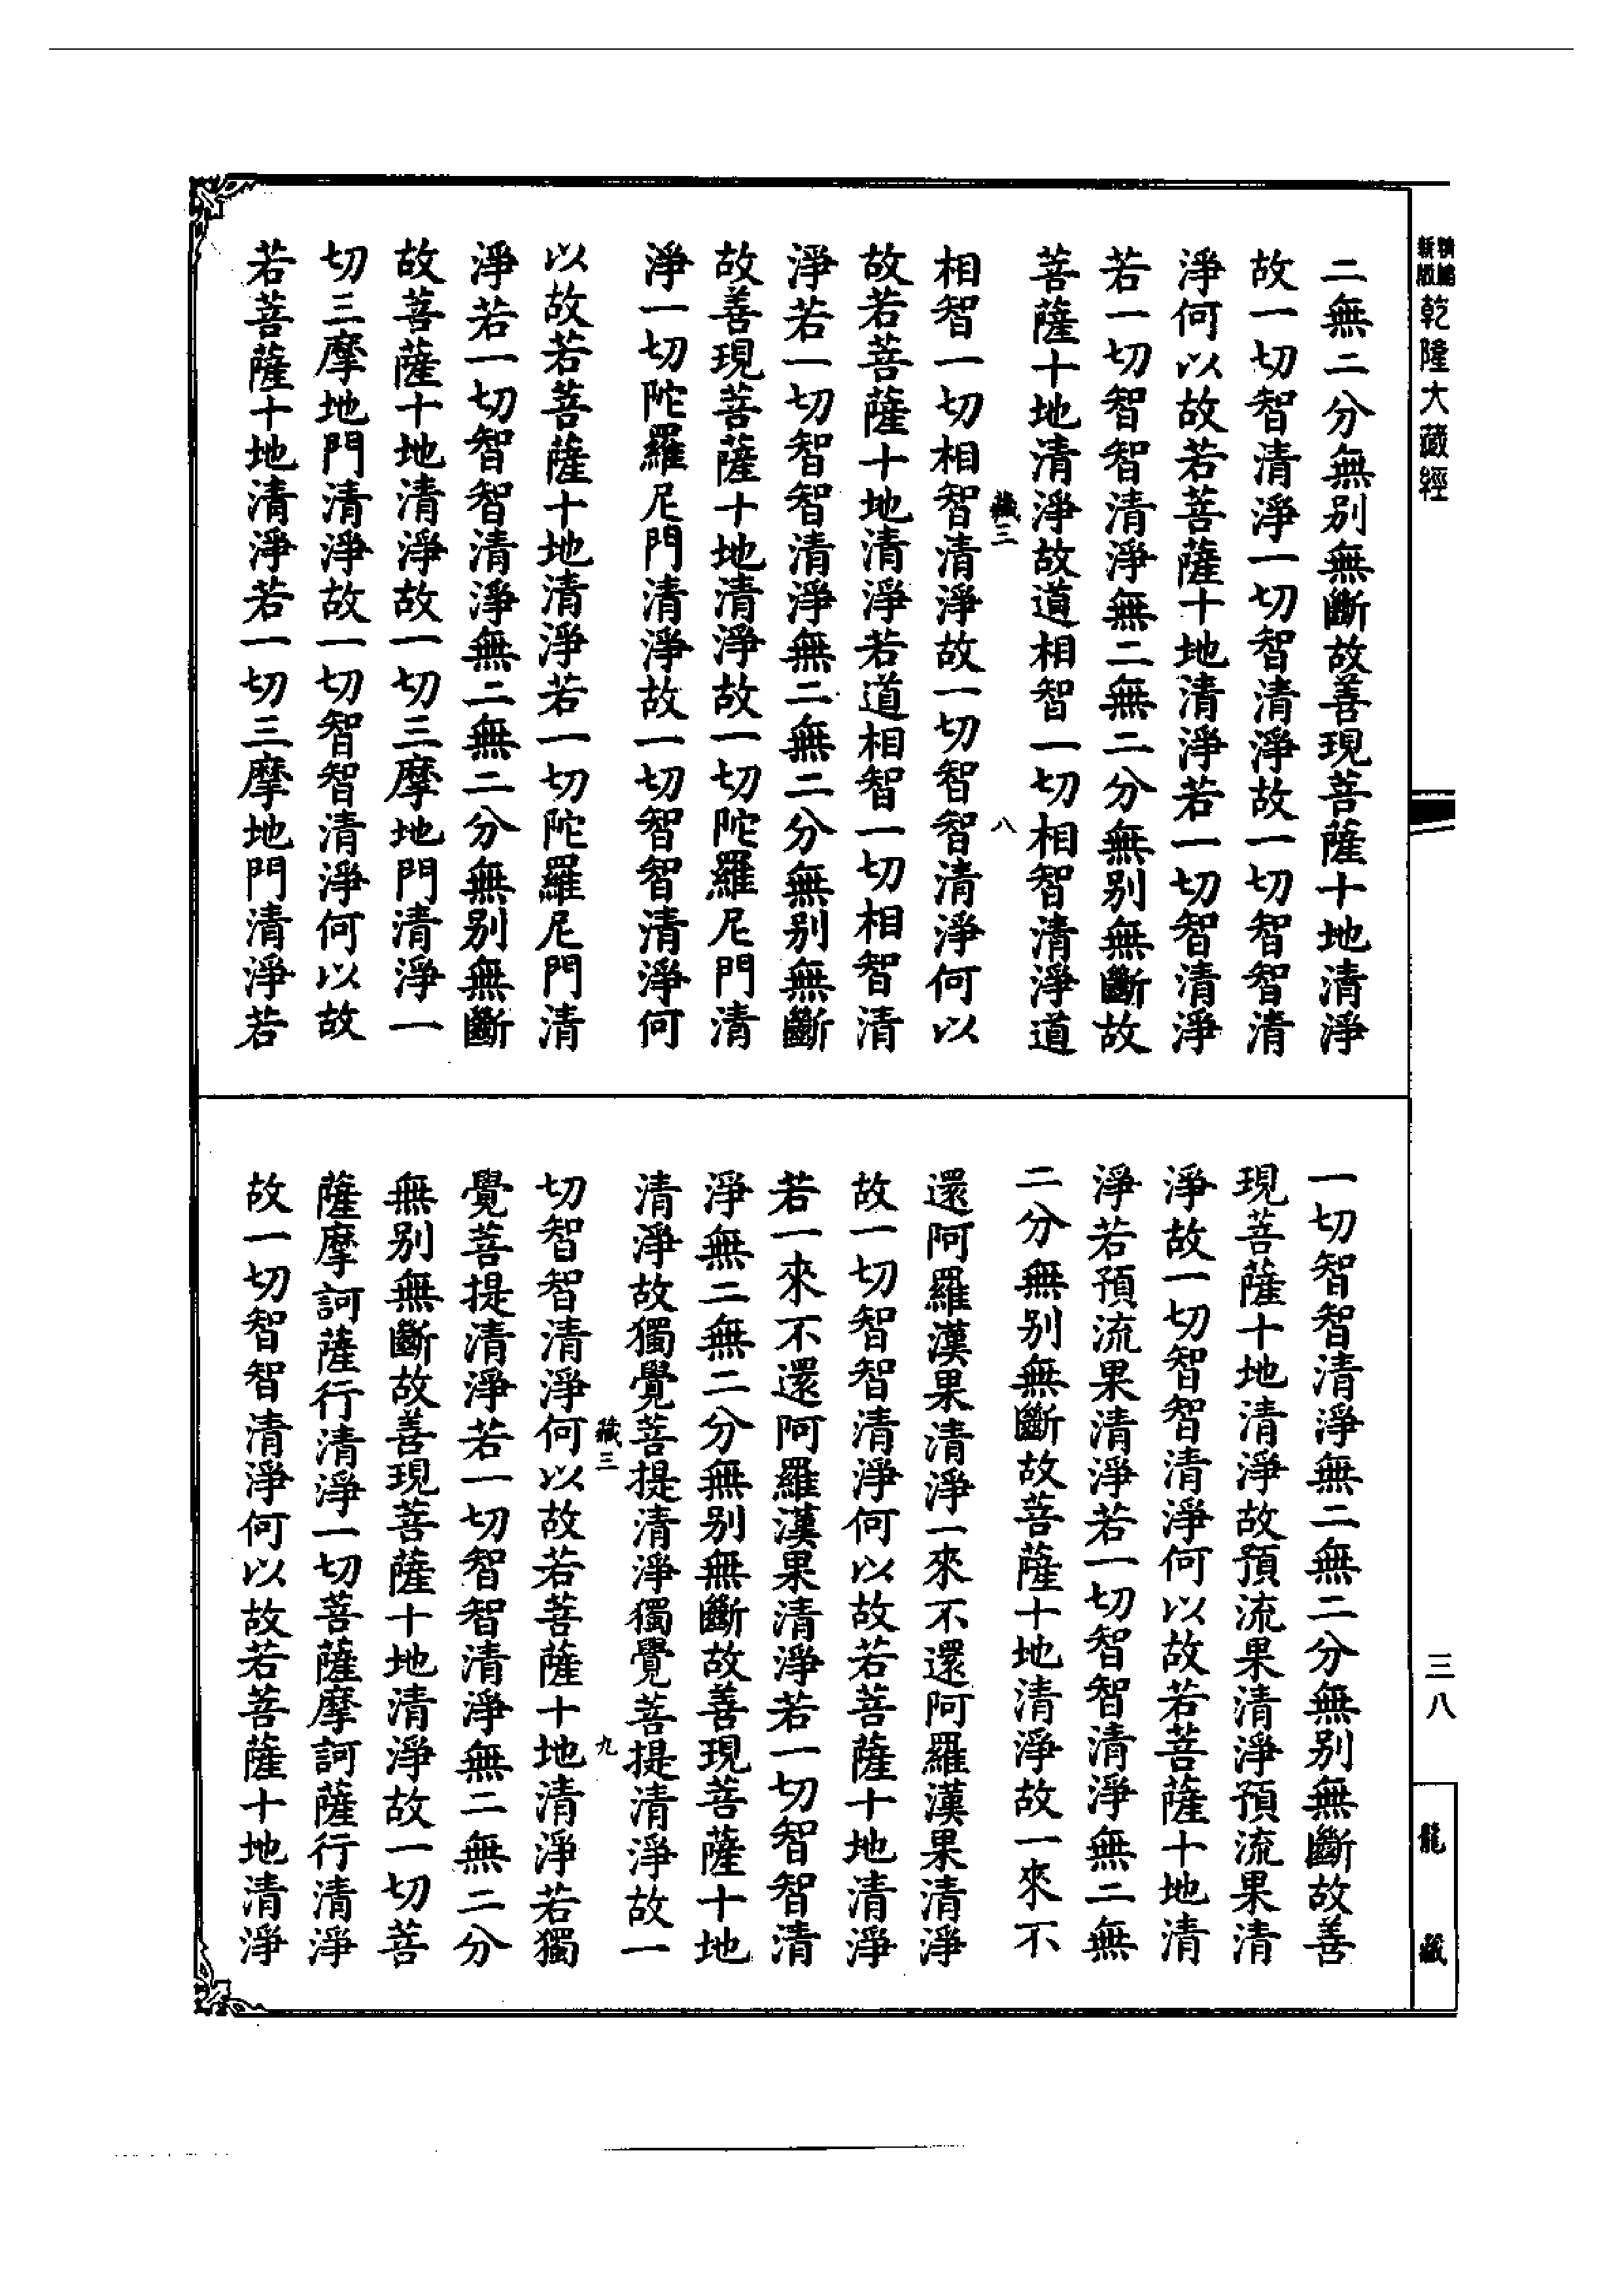 精編
新版
乾隆大藏經
二無二分無別無斷故善現菩薩十地清淨
故一切智清淨一切智清淨故一切智智清
淨何以故若菩薩十地清淨若一切智清淨
若一切智智清淨無二無二分無別無斷故
菩薩十地清淨故道相智一切相智清淨道
藏三
八
相智一切相智清淨故一切智智清淨何以
故若菩薩十地清淨若道相智一切相智清
淨若一切智智清淨無二無二分無別無斷
故善現菩薩十地清淨故一切陀羅尼門清
淨一切陀羅尼門清淨故一切智智清淨何
以故若菩薩十地清淨若一切陀羅尼門清
淨若一切智智清淨無二無二分無別無斷
故菩薩十地清淨故一切三摩地門清淨一
切三摩地門清淨故一切智智清淨何以故
若菩薩十地清淨若一切三摩地門清淨若
一切智智清淨無二無二分無別無斷故善
現菩薩十地清淨故預流果清淨預流果清
淨故一切智智清淨何以故若菩薩十地清
淨若預流果清淨若一切智智清淨無二無
二分無別無斷故菩薩十地清淨故一來不
還阿羅漢果清淨一來不還阿羅漢果清淨
故一切智智清淨何以故若菩薩十地清淨
若一來不還阿羅漢果清淨若一切智智清
淨無二無二分無別無斷故善現菩薩十地
清淨故獨覺菩提清淨獨覺菩提清淨故一
藏三
九
切智智清淨何以故若菩薩十地清淨若獨
覺菩提清淨若一切智智清淨無二無二分
無別無斷故善現菩薩十地清淨故一切菩
薩摩訶薩行清淨一切菩薩摩訶薩行清淨
故一切智智清淨何以故若菩薩十地清淨
三八
龍藏